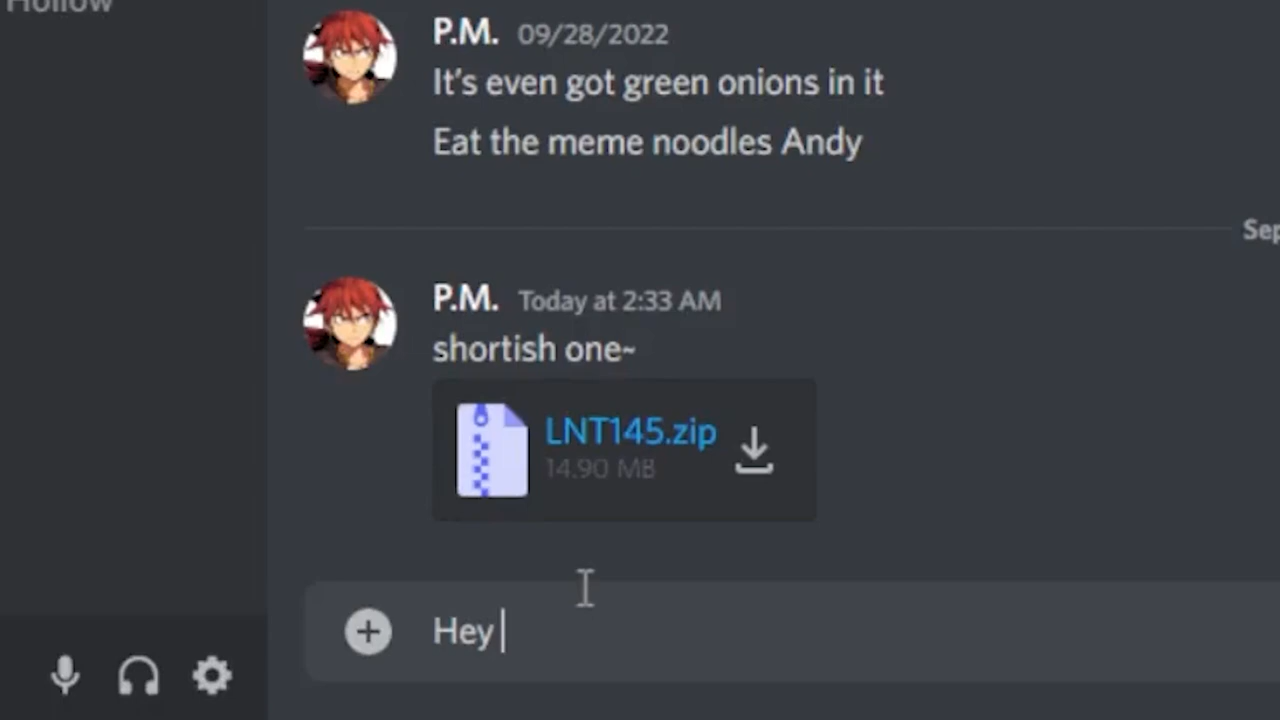 Hollow
P.M. 09/28/2022
It's even got green onions in it
Eat the meme noodles Andy
Sep
P.M. Today at 2:33 AM
shortish one~
LNT145.zip
14.90 MB
Hey